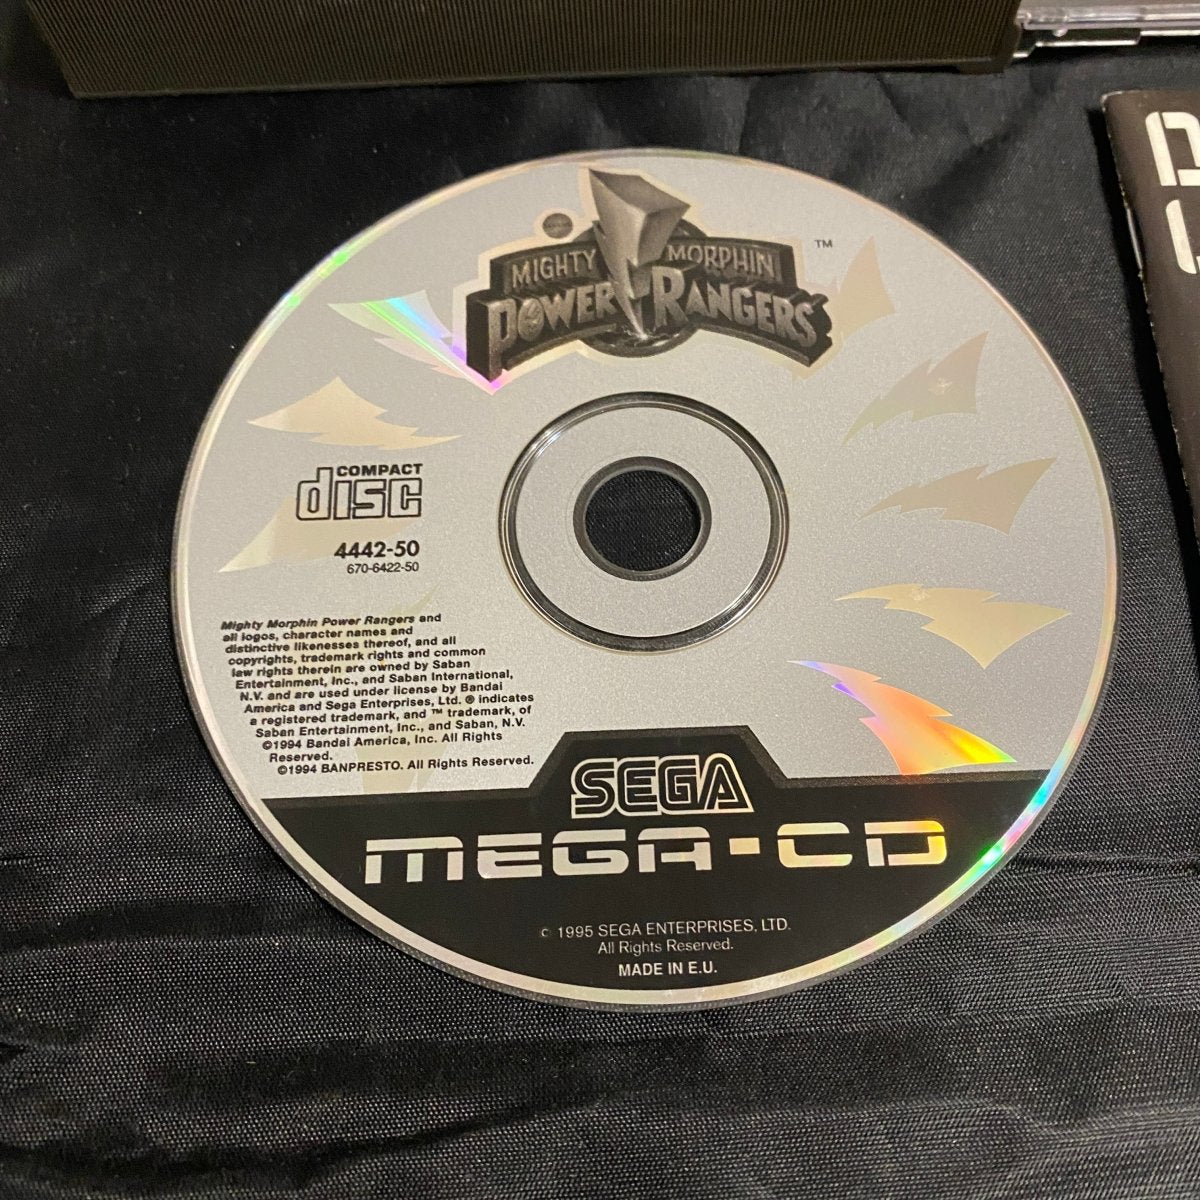 MIGHTY MORPHIN
POWER RANGERS
TM
COMPACT
disc
4442-50
670-6422-50
Mighty Morphin Power Rangers and
all logos, character names and
distinctive likenesses thereof, and all
copyrights, trademark rights and common
law rights therein are owned by Saban
Entertainment, Inc., and Saban International,
N.V. and are used under license by Bandai
America and Sega Enterprises, Ltd. ® indicates
a registered trademark, and ™ trademark, of
Saban Entertainment, Inc., and Saban, N.V.
©1994 Bandai America, Inc. All Rights
Reserved.
©1994 BANPRESTO. All Rights Reserved.
SEGA
MEGA-CD
© 1995 SEGA ENTERPRISES, LTD.
All Rights Reserved.
MADE IN E.U.